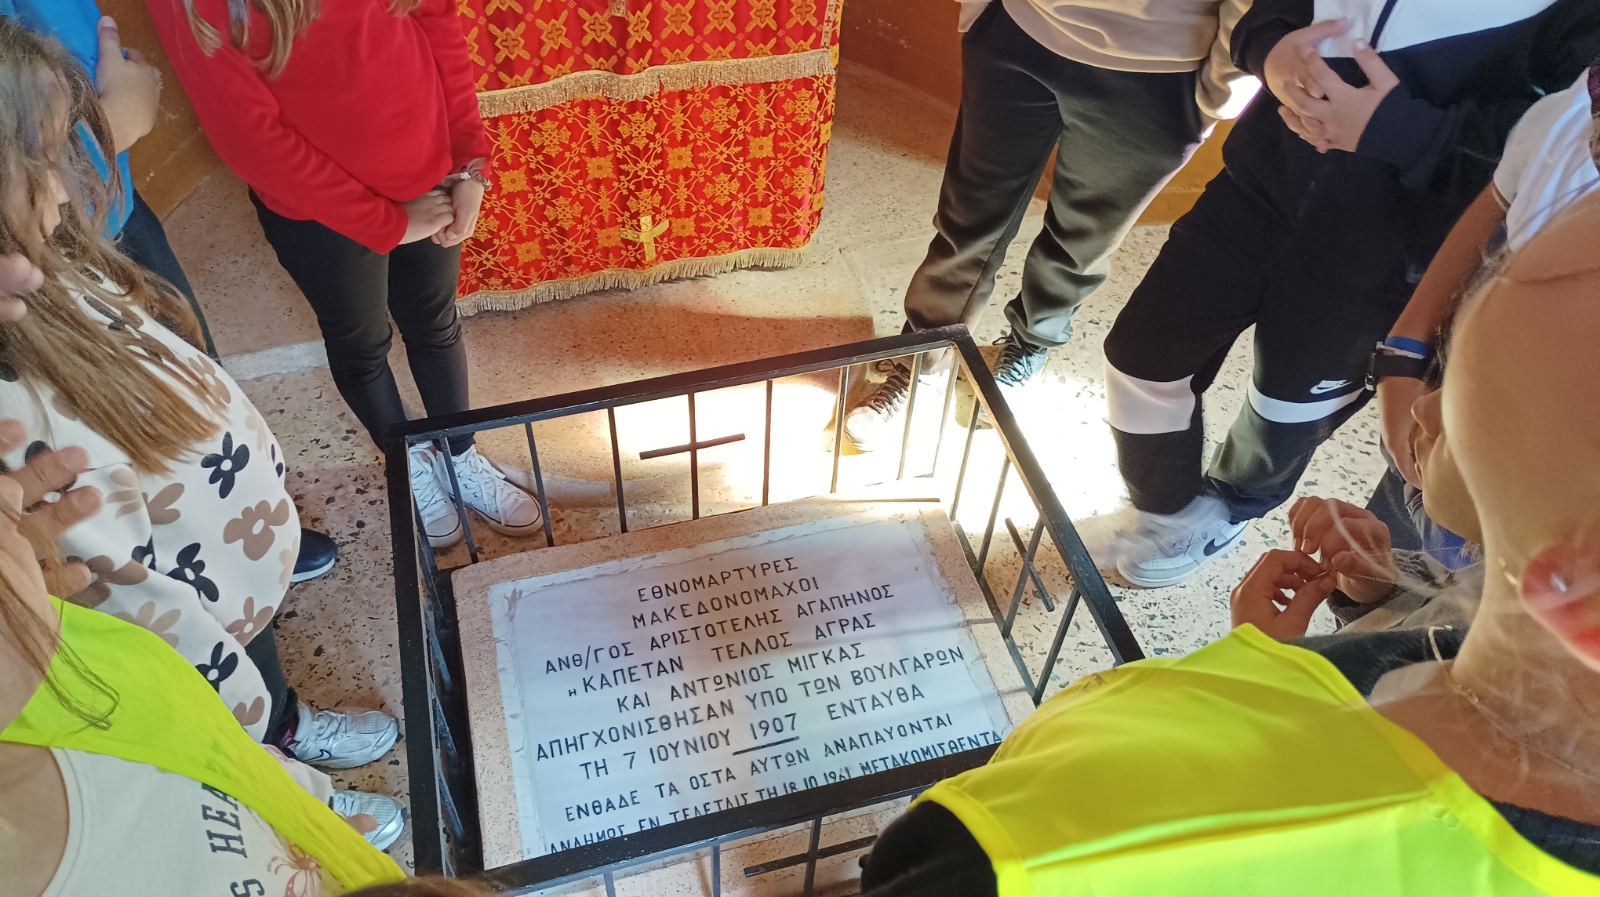 ΕΘΝΟΜΑΡΤΥΡΕΣ
ΜΑΚΕΔΟΝΟΜΑΧΟΙ
ΑΝΘ/ΓΟΣ ΑΡΙΣΤΟΤΕΛΗΣ ΑΓΑΠΗΝΟΣ
Η ΚΑΠΕΤΑΝ ΤΕΛΛΟΣ ΑΓΡΑΣ
ΚΑΙ ΑΝΤΩΝΙΟΣ ΜΙΓΚΑΣ
ΑΠΗΓΧΟΝΙΣΘΗΣΑΝ ΥΠΟ ΤΩΝ ΒΟΥΛΓΑΡΩΝ
ΤΗ 7 ΙΟΥΝΙΟΥ 1907 ΕΝΤΑΥΘΑ
ΕΝΘΑΔΕ ΤΑ ΟΣΤΑ ΑΥΤΩΝ ΑΝΑΠΑΥΟΝΤΑΙ
ΕΝ ΤΗ 18.10.1961 ΜΕΤΑΚΟΜΙΣΘΕΝΤΑ
HEA